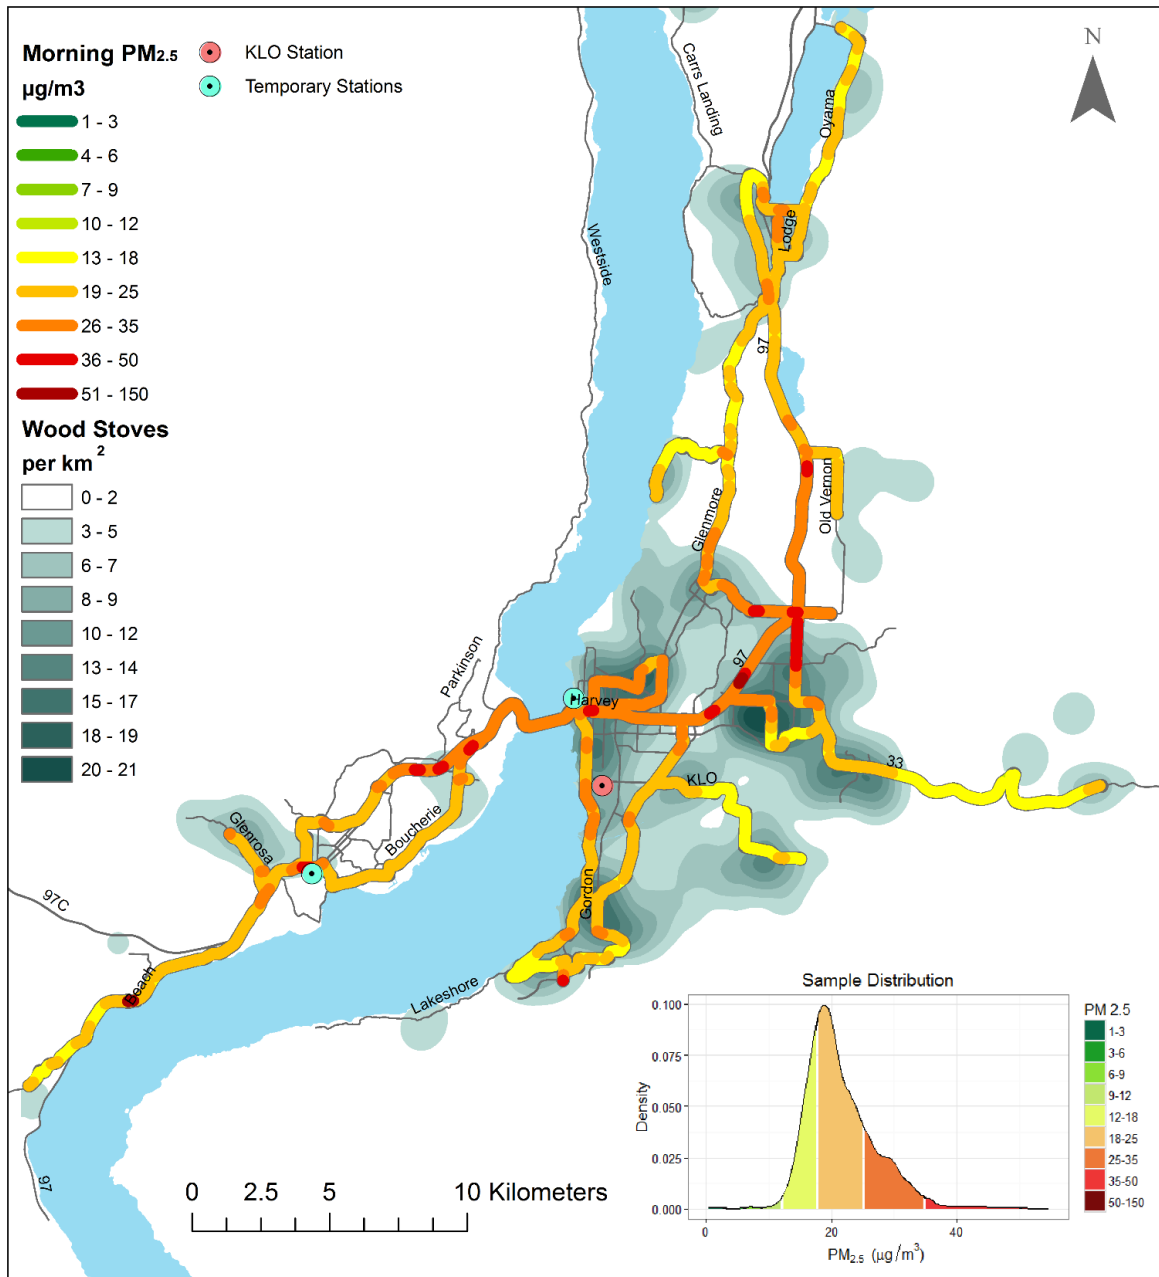 Morning PM2.5
µg/m3
1 - 3
4 - 6
7 - 9
10 - 12
13 - 18
19 - 25
26 - 35
36 - 50
51 - 150
KLO Station
Temporary Stations
Wood Stoves
per km 2
0 - 2
3 - 5
6 - 7
8 - 9
10 - 12
13 - 14
15 - 17
18 - 19
20 - 21
N
Carrs Landing
Oyama
Westside
Lodge
97
Glenmore
Old Vernon
Parkinson
97
Harvey
33
KLO
Boucherie
Glenrosa
Gordon
97C
Beach
Lakeshore
97
0 2.5 5 10 Kilometers
Sample Distribution
0.100
0.075
0.050
0.025
0.000
Density
0 20 40
PM2.5 (µg/m3)
PM 2.5
1-3
3-6
6-9
9-12
12-18
18-25
25-35
35-50
50-150